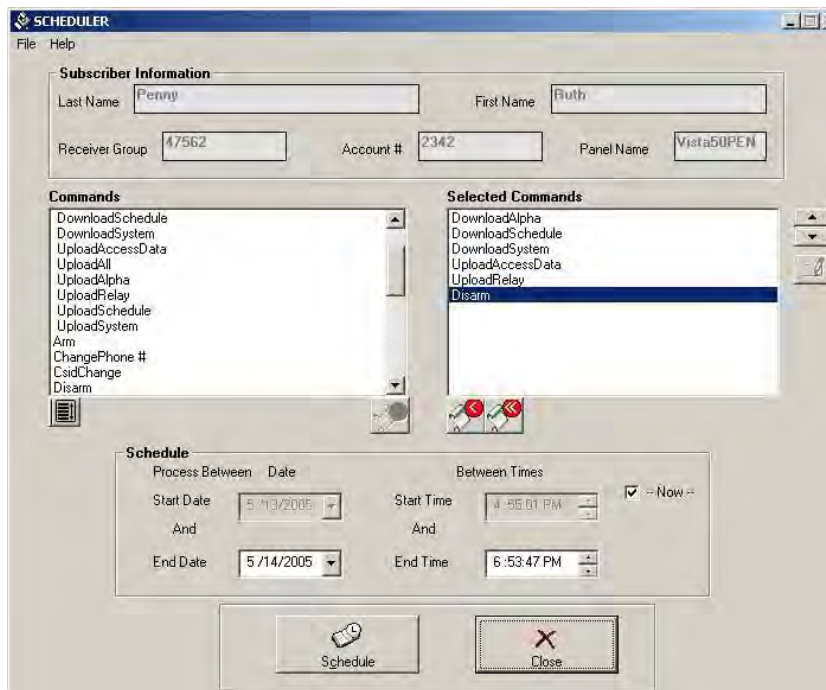 SCHEDULER
File Help
Subscriber Information
Last Name Penny First Name Ruth
Receiver Group 47562 Account # 2342 Panel Name Vista50PEN
Commands Selected Commands
DownloadSchedule
DownloadSystem
UploadAccessData
UploadAll
UploadAlpha
UploadRelay
UploadSchedule
UploadSystem
Arm
ChangePhone #
CsidChange
Disarm
DownloadAlpha
DownloadSchedule
DownloadSystem
UploadAccessData
UploadRelay
Disarm
Schedule
Process Between Date Between Times
Start Date 5 /13/2005 Start Time 4 :55:01 PM -- Now --
And And
End Date 5 /14/2005 End Time 6 :53:47 PM
Schedule Close